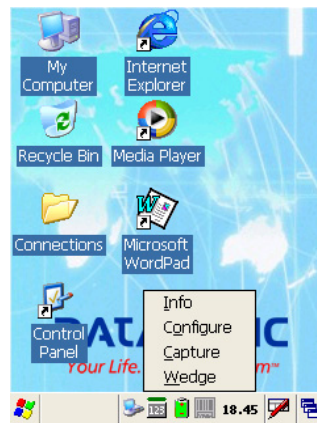 My
Computer
Internet
Explorer
Recycle Bin
Media Player
Connections
Microsoft
WordPad
Control
Panel
Info
Configure
Capture
Wedge
Your Life.
123
18.45